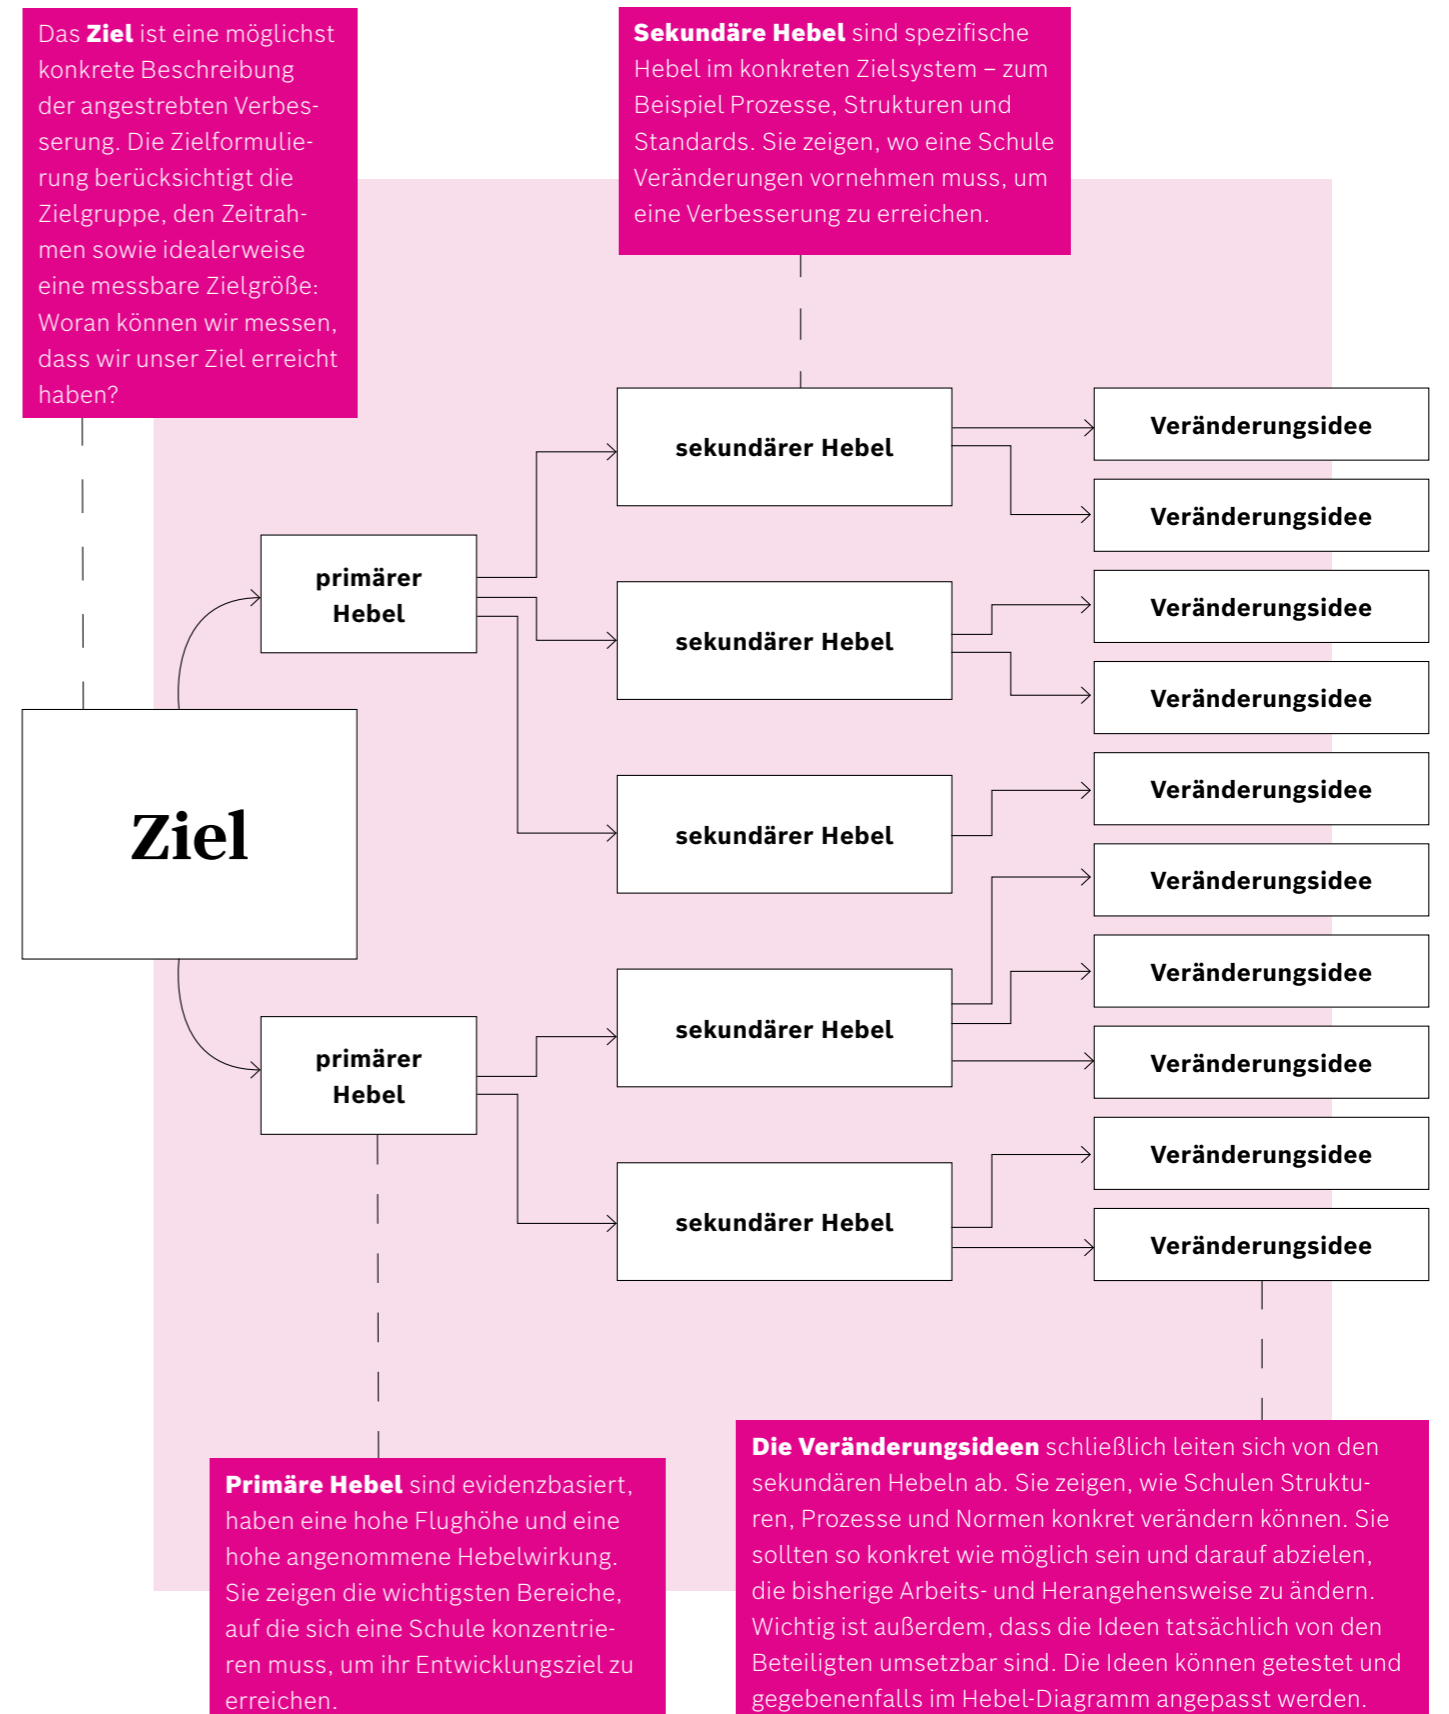 Das Ziel ist eine möglichst
konkrete Beschreibung
der angestrebten Verbes-
serung. Die Zielformulie-
rung berücksichtigt die
Zielgruppe, den Zeitrah-
men sowie idealerweise
eine messbare Zielgröße:
Woran können wir messen,
dass wir unser Ziel erreicht
haben?
Sekundäre Hebel sind spezifische
Hebel im konkreten Zielsystem – zum
Beispiel Prozesse, Strukturen und
Standards. Sie zeigen, wo eine Schule
Veränderungen vornehmen muss, um
eine Verbesserung zu erreichen.
Ziel
primärer
Hebel
primärer
Hebel
sekundärer Hebel
sekundärer Hebel
sekundärer Hebel
sekundärer Hebel
sekundärer Hebel
Veränderungsidee
Veränderungsidee
Veränderungsidee
Veränderungsidee
Veränderungsidee
Veränderungsidee
Veränderungsidee
Veränderungsidee
Veränderungsidee
Veränderungsidee
Primäre Hebel sind evidenzbasiert,
haben eine hohe Flughöhe und eine
hohe angenommene Hebelwirkung.
Sie zeigen die wichtigsten Bereiche,
auf die sich eine Schule konzentrie-
ren muss, um ihr Entwicklungsziel zu
erreichen.
Die Veränderungsideen schließlich leiten sich von den
sekundären Hebeln ab. Sie zeigen, wie Schulen Struktu-
ren, Prozesse und Normen konkret verändern können. Sie
sollten so konkret wie möglich sein und darauf abzielen,
die bisherige Arbeits- und Herangehensweise zu ändern.
Wichtig ist außerdem, dass die Ideen tatsächlich von den
Beteiligten umsetzbar sind. Die Ideen können getestet und
gegebenenfalls im Hebel-Diagramm angepasst werden.